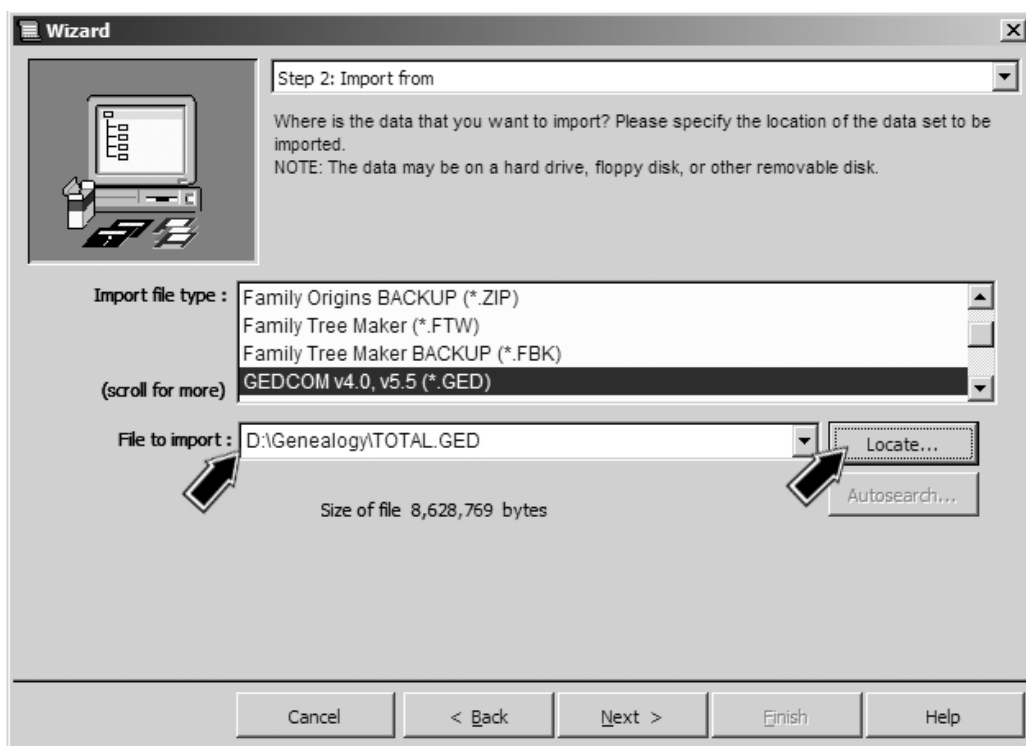 Wizard
Step 2: Import from
Where is the data that you want to import? Please specify the location of the data set to be
imported.
NOTE: The data may be on a hard drive, floppy disk, or other removable disk.
Import file type :
Family Origins BACKUP (*.ZIP)
Family Tree Maker (*.FTW)
Family Tree Maker BACKUP (*.FBK)
(scroll for more)
GEDCOM v4.0, v5.5 (*.GED)
File to import :
D:\Genealogy\TOTAL.GED
Locate...
Autosearch...
Size of file 8,628,769 bytes
Cancel
< Back
Next >
Finish
Help